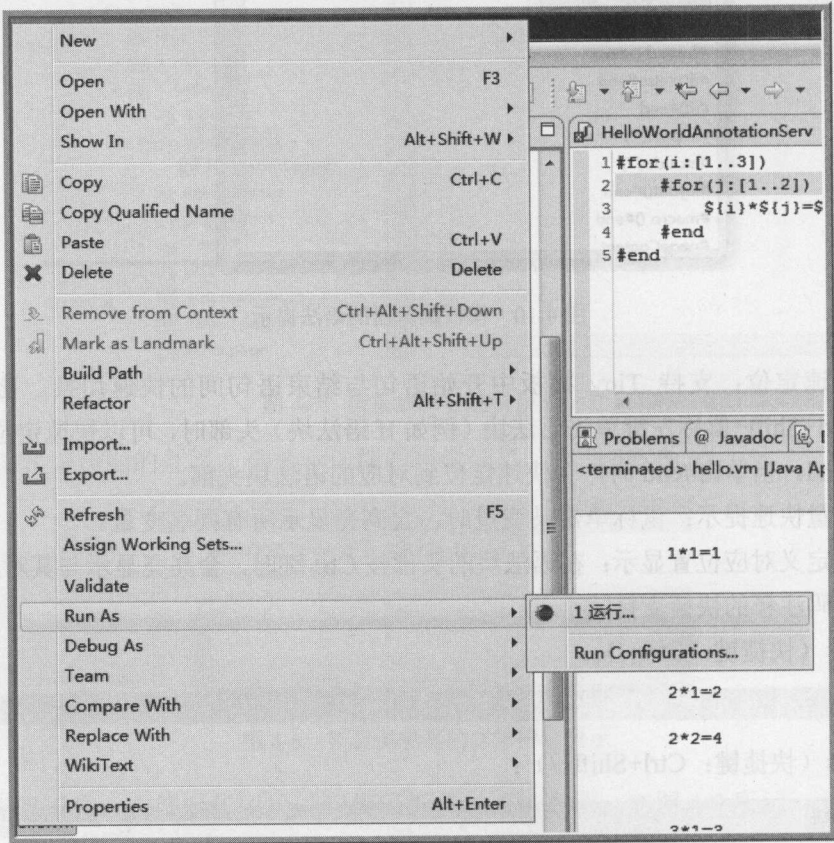 New
Open F3
Open With
Show In Alt+Shift+W
Copy Ctrl+C
Copy Qualified Name
Paste Ctrl+V
Delete Delete
Remove from Context Ctrl+Alt+Shift+Down
Mark as Landmark Ctrl+Alt+Shift+Up
Build Path
Refactor Alt+Shift+T
Import...
Export...
Refresh F5
Assign Working Sets...
Validate
Run As
Debug As
Team
Compare With
Replace With
WikiText
Properties Alt+Enter
1 运行...
Run Configurations...
HelloWorldAnnotationServ
1 #for(i:[1..3])
2 #for(j:[1..2])
3 ${i}*${j}=$
4 #end
5 #end
Problems @ Javadoc
<terminated> hello.vm [Java Ap
1*1=1
2*1=2
2*2=4
3*1=3